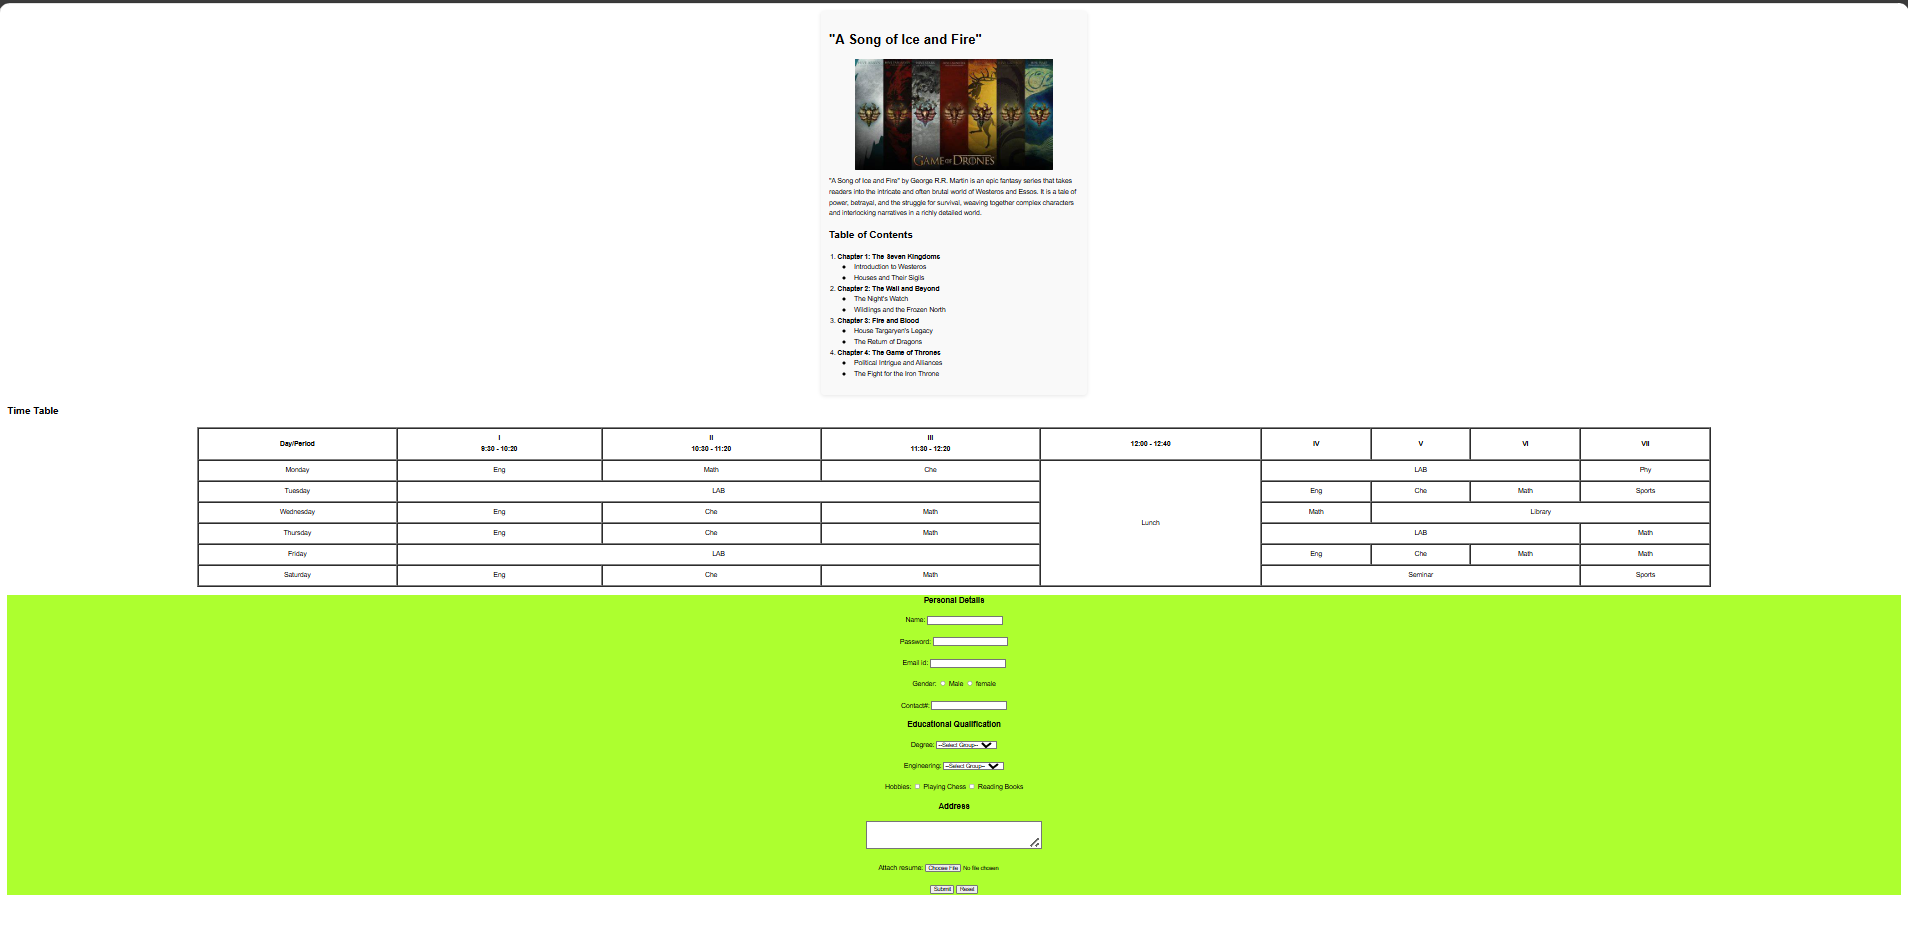 "A Song of Ice and Fire"
GAME OF DRONES
"A Song of Ice and Fire" by George R.R. Martin is an epic fantasy series that takes
readers into the intricate and often brutal world of Westeros and Essos. It is a tale of
power, betrayal, and the struggle for survival, weaving together complex characters
and interlocking narratives in a richly detailed world.
Table of Contents
1. Chapter 1: The Seven Kingdoms
Introduction to Westeros
Houses and Their Sigils
2. Chapter 2: The Wall and Beyond
The Night's Watch
Wildlings and the Frozen North
3. Chapter 3: Fire and Blood
House Targaryen's Legacy
The Return of Dragons
4. Chapter 4: The Game of Thrones
Political Intrigue and Alliances
The Fight for the Iron Throne
Time Table
Day/Period I 9:30 - 10:20 II 10:30 - 11:20 III 11:30 - 12:20 12:00 - 12:40 IV V VI VII
Monday Eng Math Che LAB Phy
Tuesday LAB Eng Che Math Sports
Wednesday Eng Che Math Math Library
Lunch
Thursday Eng Che Math LAB Math
Friday LAB Eng Che Math Math
Saturday Eng Che Math Seminar Sports
Personal Details
Name:
Password:
Email id:
Gender: Male female
Contact#:
Educational Qualification
Degree: --Select Group--
Engineering: --Select Group--
Hobbies: Playing Chess Reading Books
Address
Attach resume: Choose File No file chosen
Submit Reset